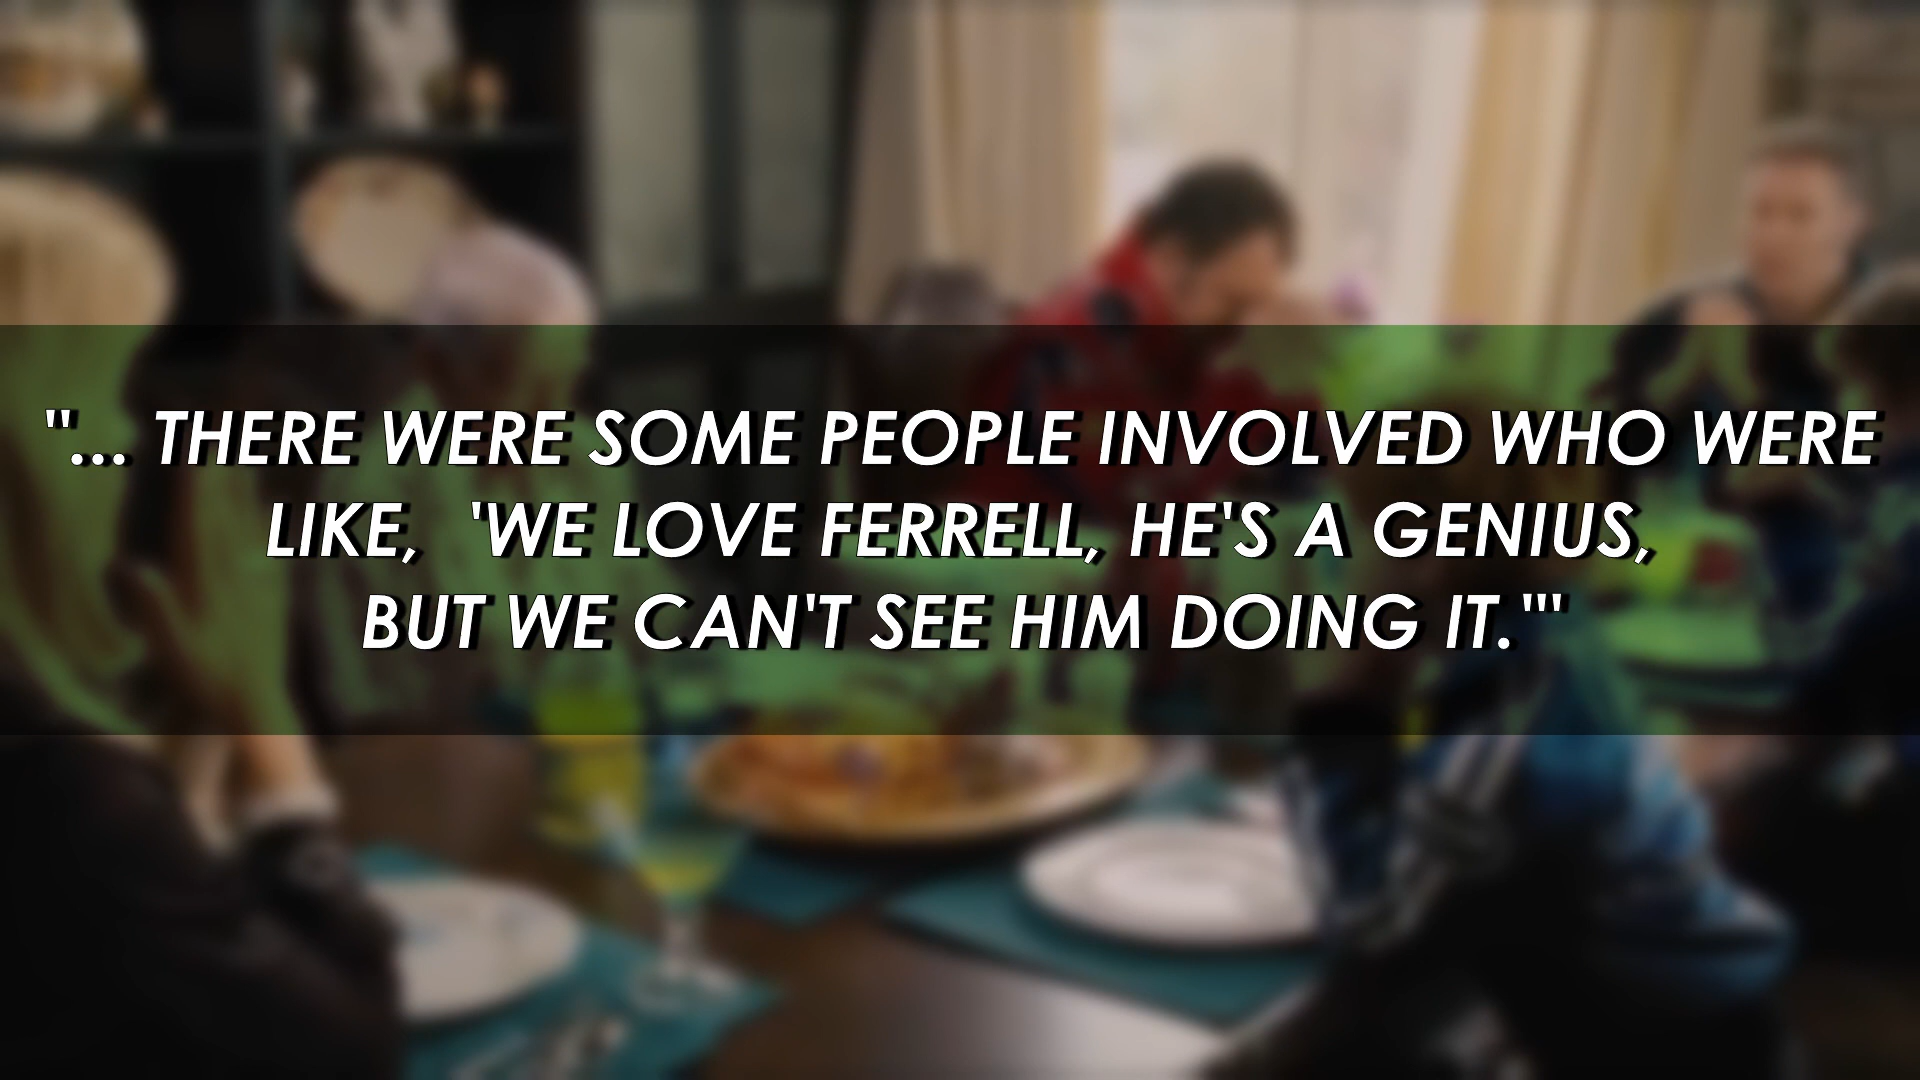 "... THERE WERE SOME PEOPLE INVOLVED WHO WERE
LIKE, 'WE LOVE FERRELL, HE'S A GENIUS,
BUT WE CAN'T SEE HIM DOING IT.'"